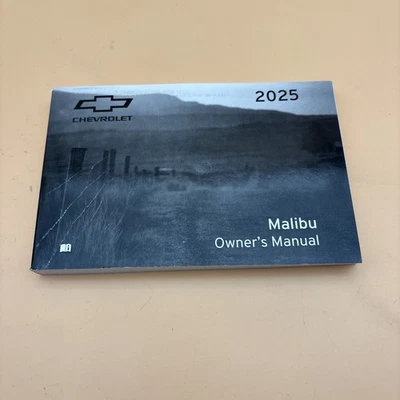 CHEVROLET
2025
Malibu
Owner's Manual